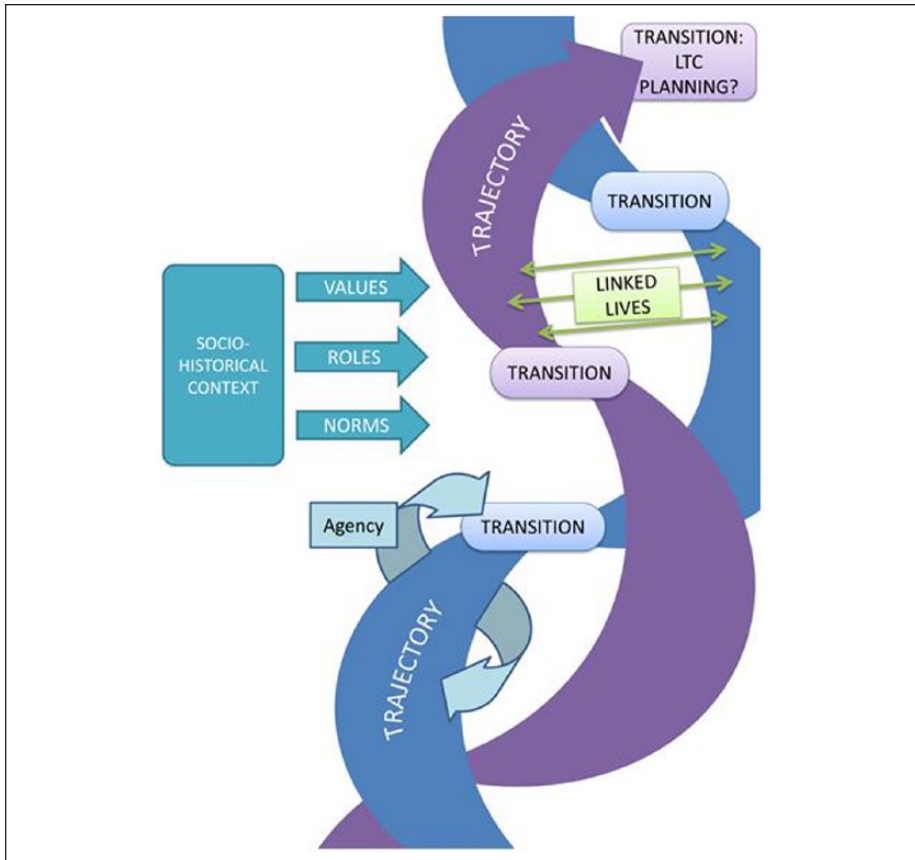 TRANSITION:
LTC
PLANNING?
TRAJECTORY
TRANSITION
VALUES
LINKED
LIVES
SOCIO-
HISTORICAL
CONTEXT
ROLES
TRANSITION
NORMS
Agency
TRANSITION
TRAJECTORY